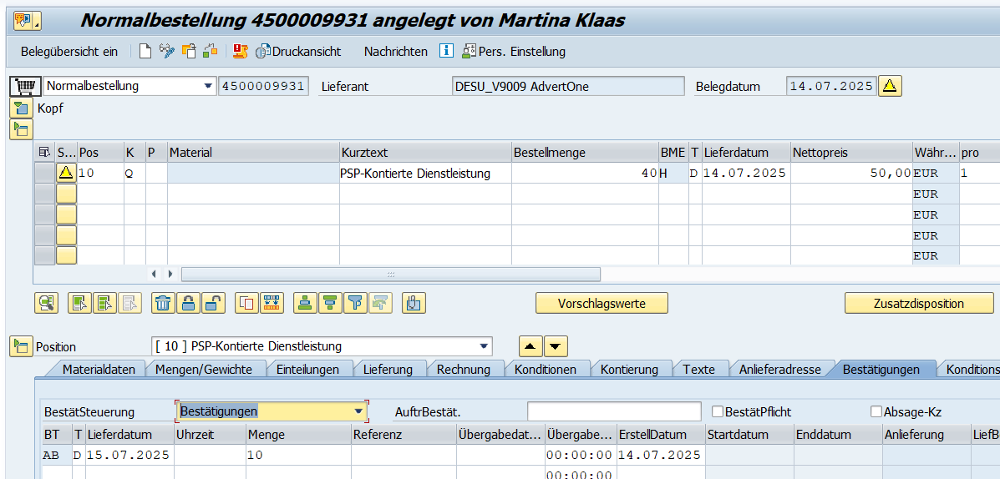 Normalbestellung 4500009931 angelegt von Martina Klaas
Belegübersicht ein Druckansicht Nachrichten Pers. Einstellung
Normalbestellung 4500009931 Lieferant DESU_V9009 AdvertOne Belegdatum 14.07.2025
Kopf
S... Pos K P Material Kurztext Bestellmenge BME T Lieferdatum Nettopreis Währ... pro
10 Q PSP-Kontierte Dienstleistung 40 H D 14.07.2025 50,00 EUR 1
EUR
EUR
EUR
EUR
Vorschlagswerte Zusatzdisposition
Position [ 10 ] PSP-Kontierte Dienstleistung
Materialdaten Mengen/Gewichte Einteilungen Lieferung Rechnung Konditionen Kontierung Texte Anlieferadresse Bestätigungen Konditions
BestätSteuerung Bestätigungen AuftrBestät. BestätPflicht Absage-Kz
BT T Lieferdatum Uhrzeit Menge Referenz Übergabedat... Übergabe... ErstellDatum Startdatum Enddatum Anlieferung LiefB
AB D 15.07.2025 10 00:00:00 14.07.2025
00:00:00